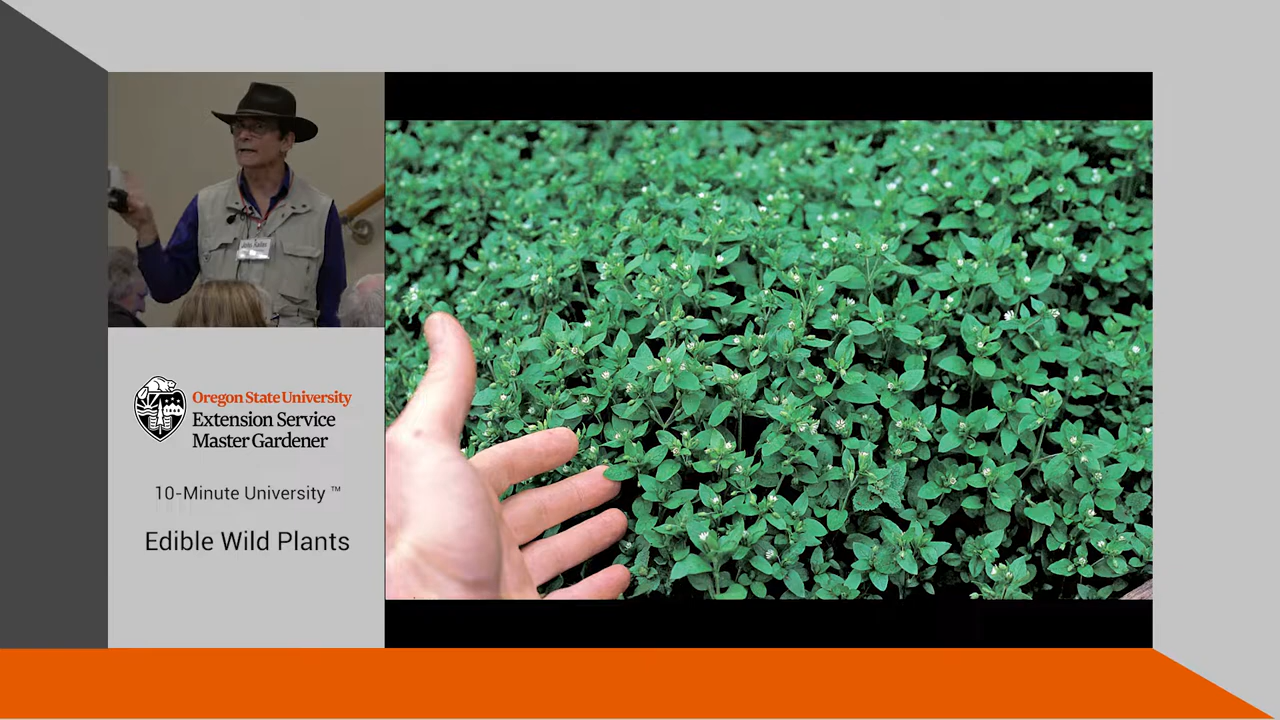 Oregon State University
Extension Service
Master Gardener
10-Minute University ™
Edible Wild Plants